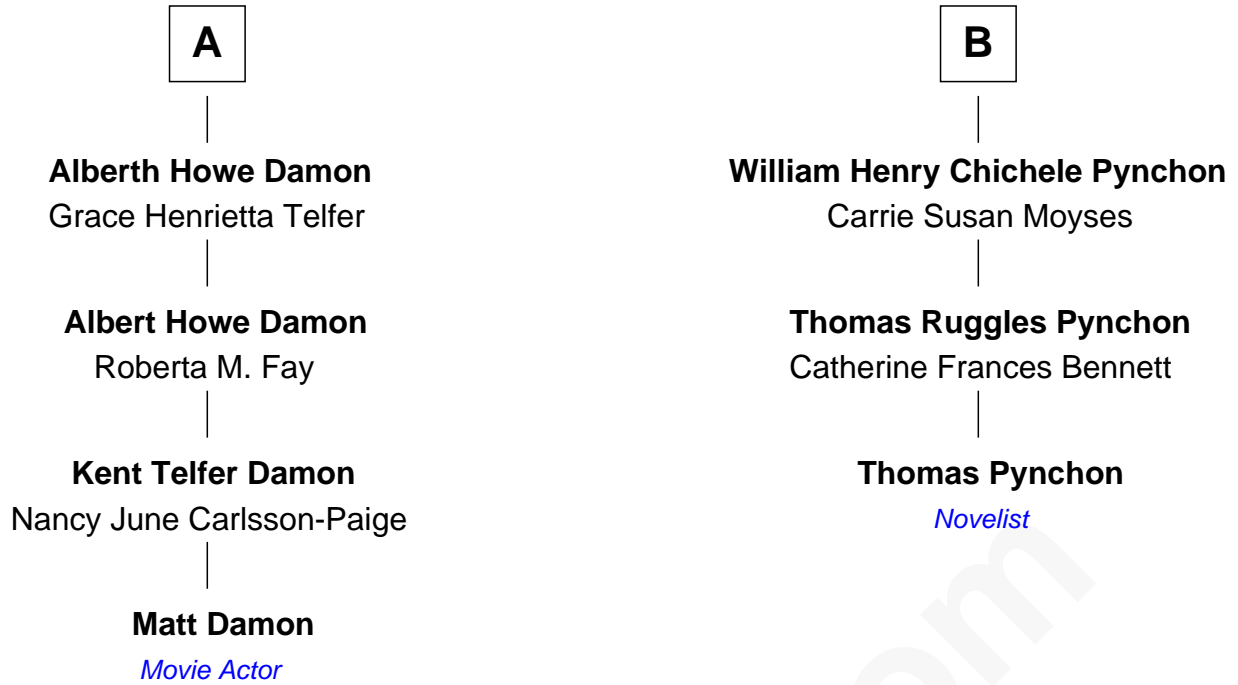 A
Alberth Howe Damon
Grace Henrietta Telfer
Albert Howe Damon
Roberta M. Fay
Kent Telfer Damon
Nancy June Carlsson-Paige
Matt Damon
Movie Actor
B
William Henry Chichele Pynchon
Carrie Susan Moyses
Thomas Ruggles Pynchon
Catherine Frances Bennett
Thomas Pynchon
Novelist
om